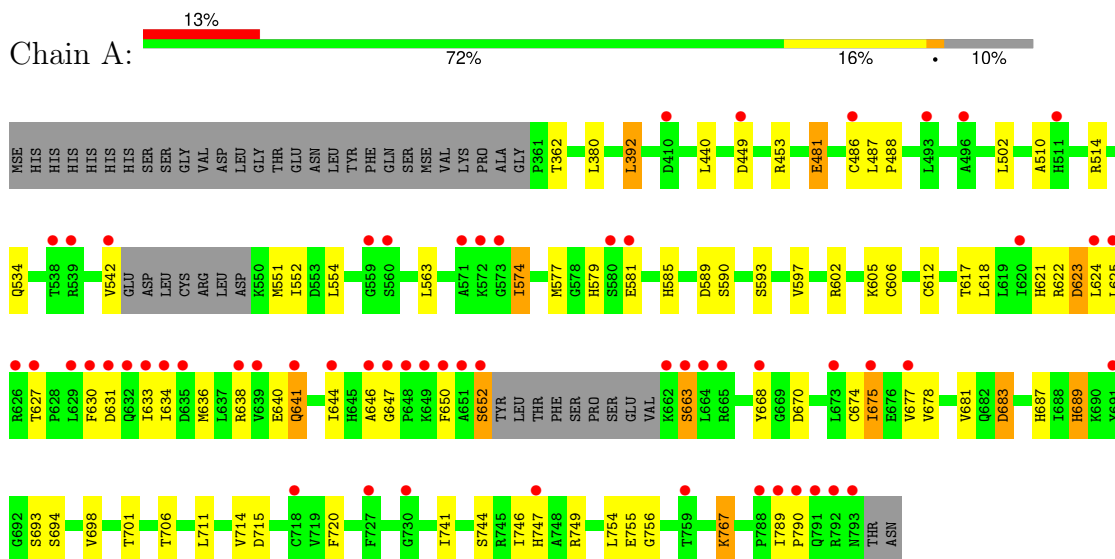 13%
Chain A:
72% 16% • 10%
MSE HIS HIS HIS HIS HIS HIS SER SER GLY VAL ASP LEU GLY THR GLU ASN LEU TYR PHE GLN SER MSE VAL LYS PRO ALA GLY P361 T362 L380 L392 D410 L440 D449 R453 E481 C486 L487 P488 L493 A496 L502 A510 H511 R514
Q534 T538 R539 V542 GLU ASP LEU CYS ARG LEU ASP K550 M551 I552 D553 L554 G559 S560 L563 A571 K572 G573 I574 M577 G578 H579 S580 E581 H585 D589 S590 S593 V597 R602 K605 C606 C612 T617 L618 L619 I620 H621 R622 D623 L624 L625
R626 T627 P628 L629 F630 D631 Q632 I633 I634 D635 M636 L637 R638 V639 E640 Q641 I644 H645 A646 G647 P648 K649 F650 A651 S652 TYR LEU THR PHE SER PRO SER GLU VAL K662 S663 L664 R665 Y668 G669 D670 L673 C674 I675 E676 V677 V678 V681 Q682 D683 H687 I688 H689 K690
G692 S693 S694 V698 T701 T706 L711 V714 D715 C718 V719 F720 F727 G730 I741 S744 R745 I746 H747 A748 R749 L754 E755 G756 T759 K767 P788 I789 P790 Q791 R792 N793 THR ASN